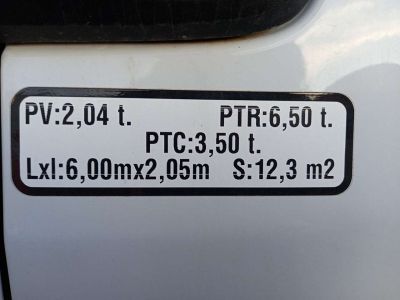 PV:2,04 t. PTR:6,50 t.
PTC:3,50 t.
Lxl:6,00mx2,05m S:12,3 m2